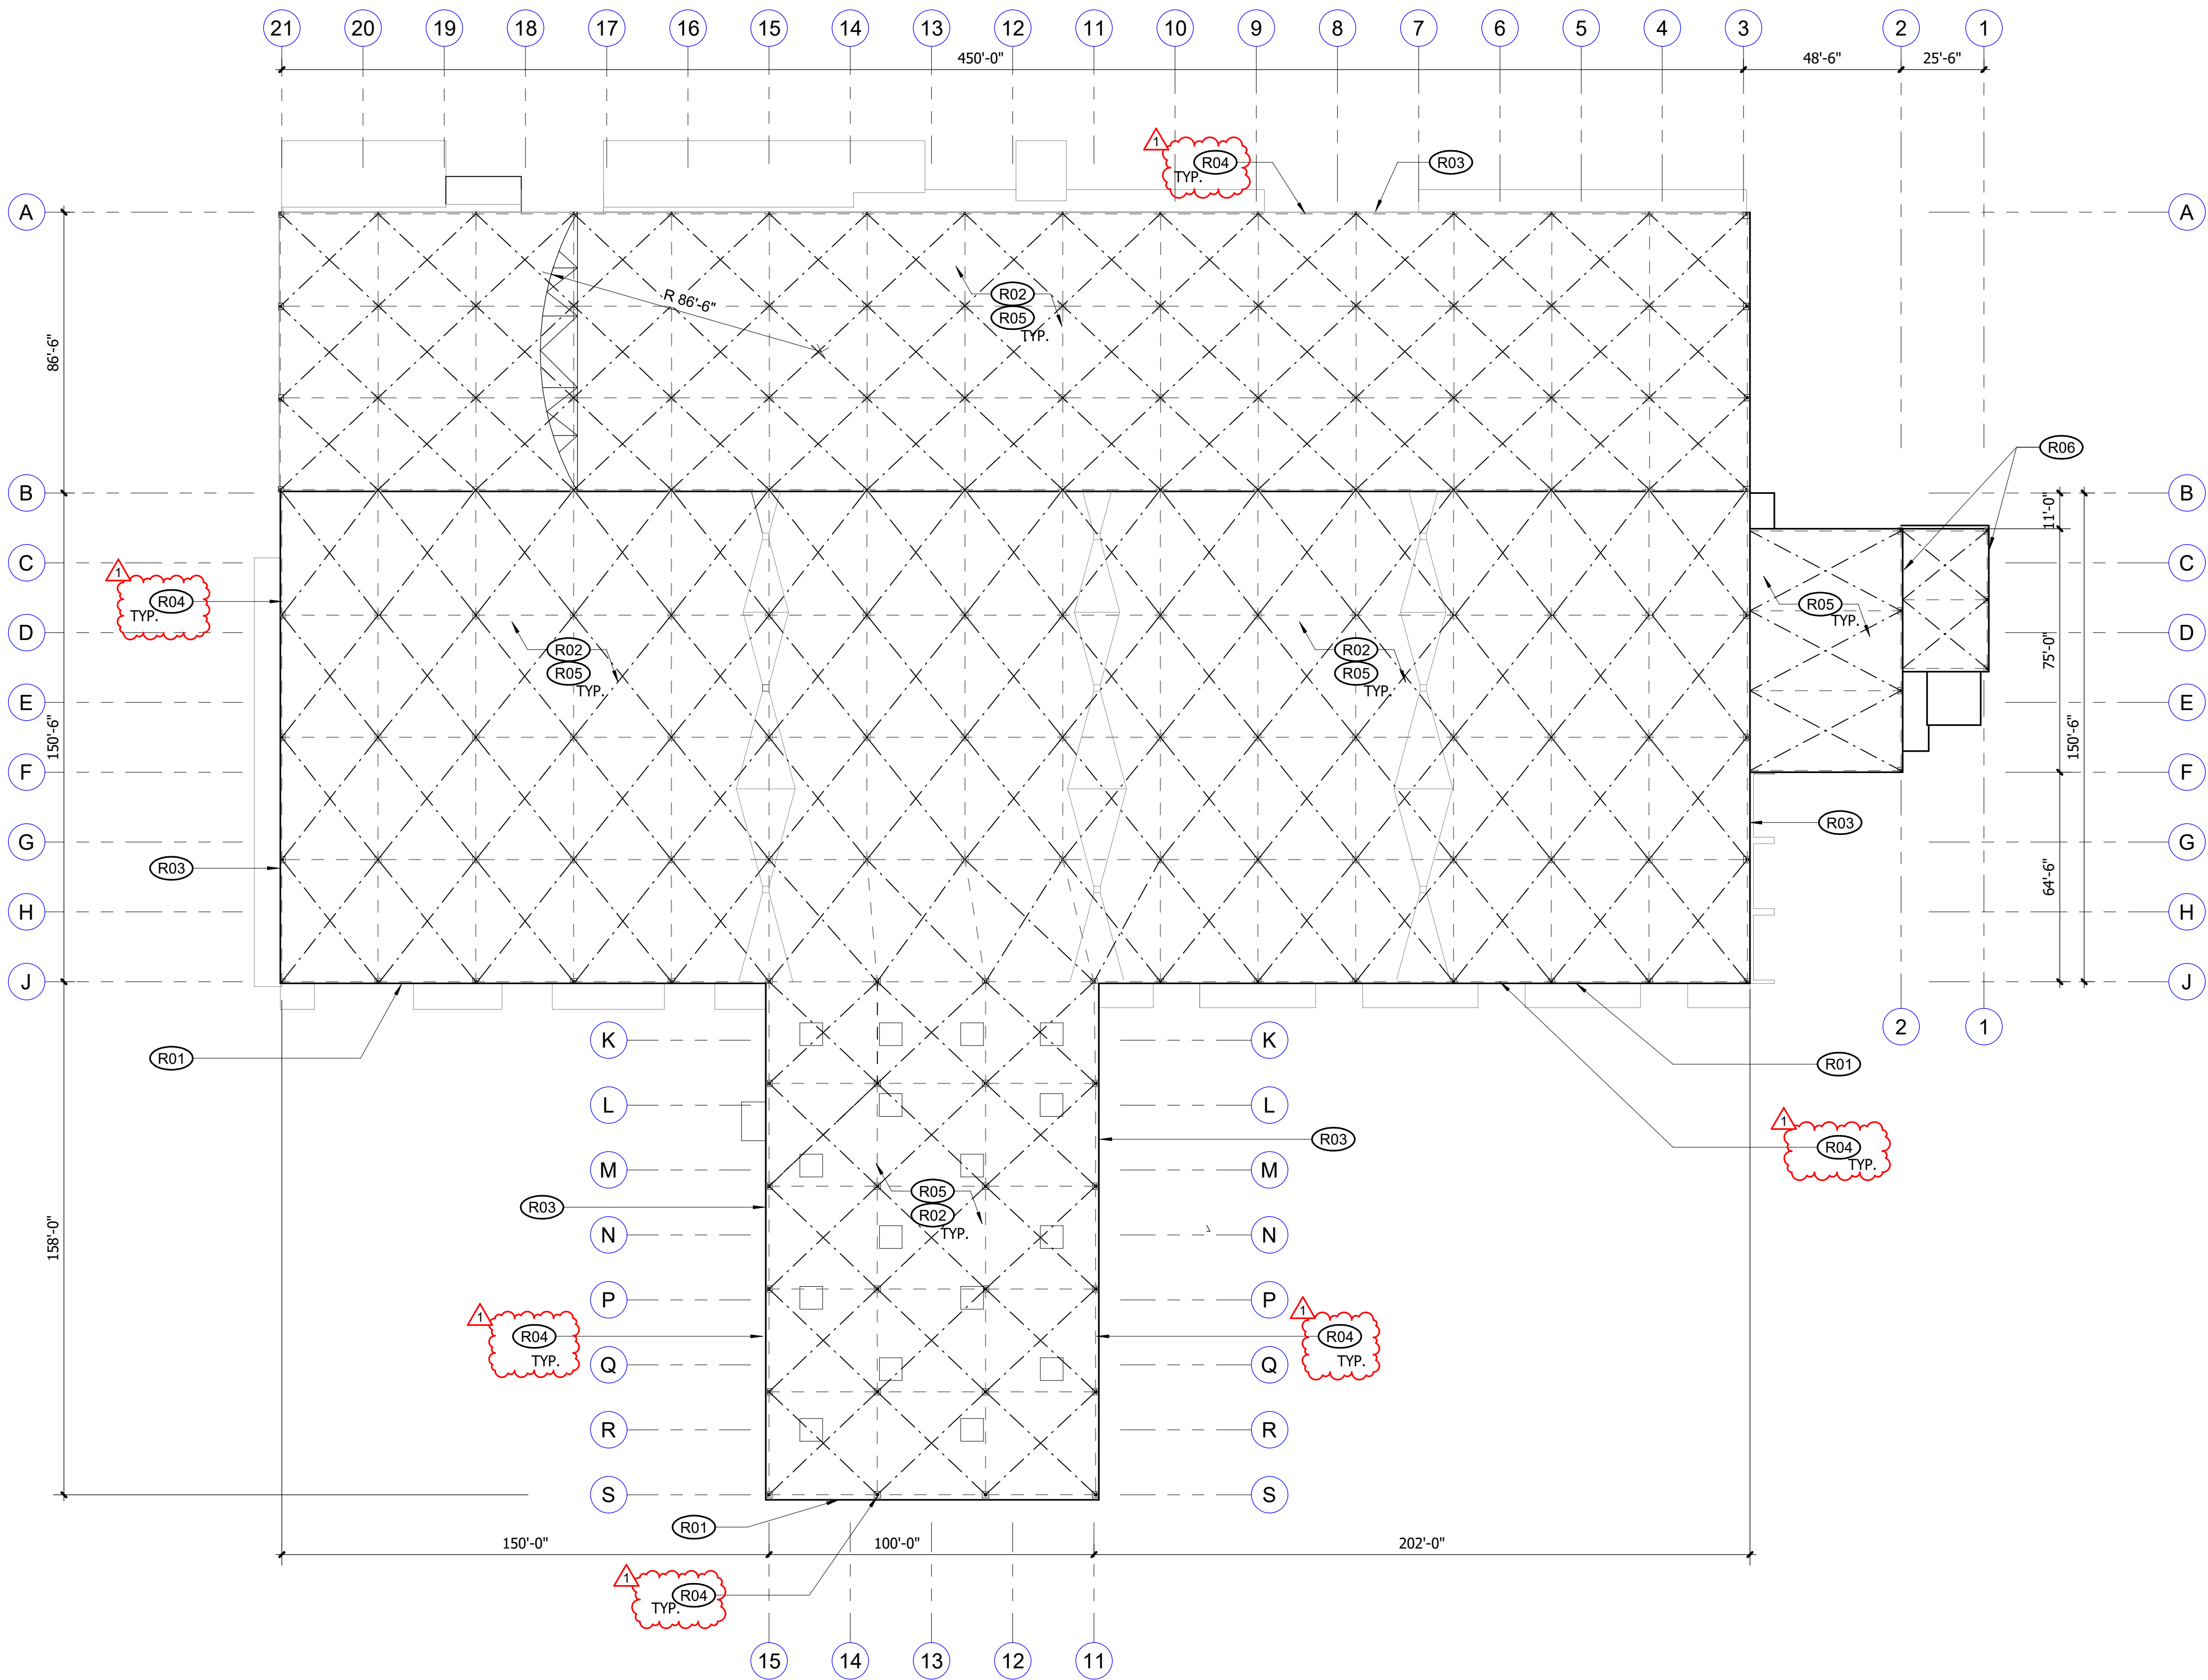 21 20 19 18 17 16 15 14 13 12 11 10 9 8 7 6 5 4 3 2 1
450'-0" 48'-6" 25'-6"
1
R04
TYP.
R03
A A
R02
R05
TYP.
R 86'-6"
86'-6"
R06
B B
11'-0"
C C
1
R04
TYP.
R05
TYP.
D D
R02
R05
TYP.
R02
R05
TYP.
75'-0"
E E
150'-6"
150'-6"
F F
R03
G G
R03
64'-6"
H H
J J
2 1
K K
R01
R01
L L
1
R04
TYP.
R03
M M
R05
R02
TYP.
R03
N N
158'-0"
P P
1
R04
TYP.
1
R04
TYP.
Q Q
R R
S S
R01
150'-0" 100'-0" 202'-0"
1
R04
TYP.
15 14 13 12 11